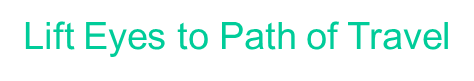 Lift Eyes to Path of Travel